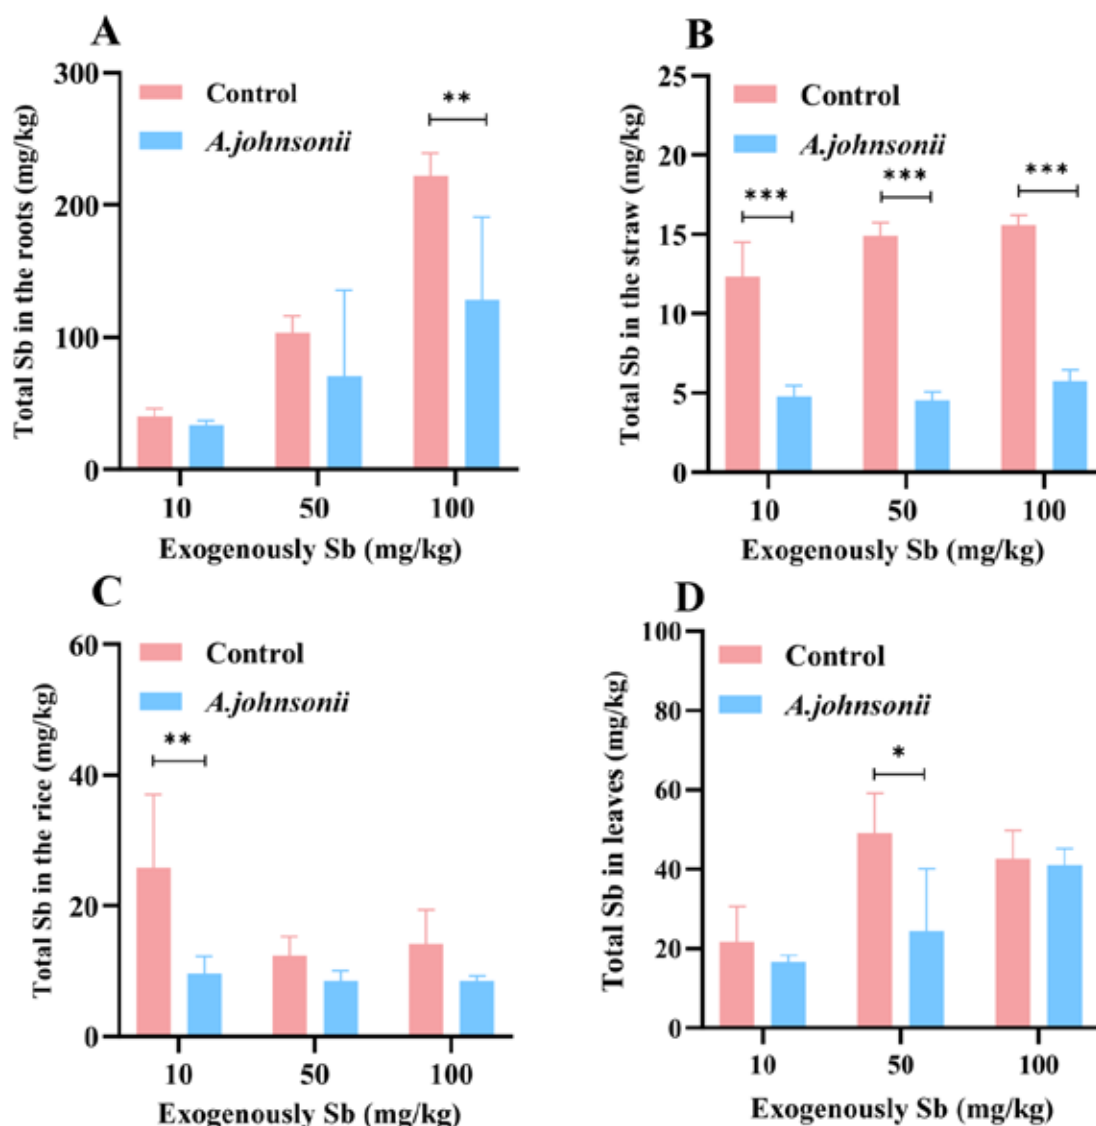 A
Total Sb in the roots (mg/kg)
300
200
100
0
Control
A.johnsonii
**
10 50 100
Exogenously Sb (mg/kg)
B
Total Sb in the straw (mg/kg)
25
20
15
10
5
0
Control
A.johnsonii
*** *** ***
10 50 100
Exogenously Sb (mg/kg)
C
Total Sb in the rice (mg/kg)
60
40
20
0
Control
A.johnsonii
**
10 50 100
Exogenously Sb (mg/kg)
D
Total Sb in leaves (mg/kg)
100
80
60
40
20
0
Control
A.johnsonii
*
10 50 100
Exogenously Sb (mg/kg)